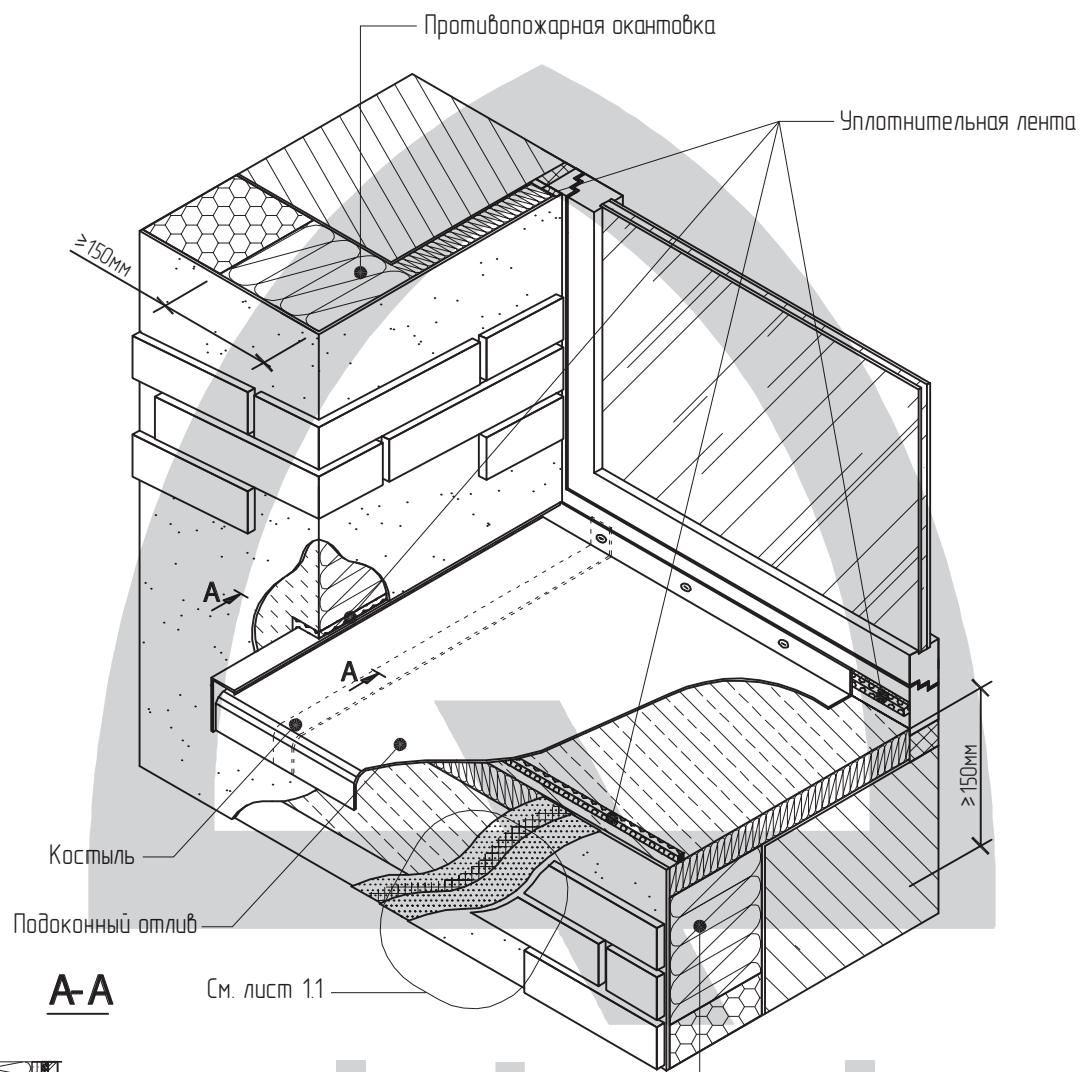 Противопожарная окантовка
Уплотнительная лента
≥150мм
А
А
≥150мм
Костыль
Подоконный отлив
А-А
См. лист 1.1